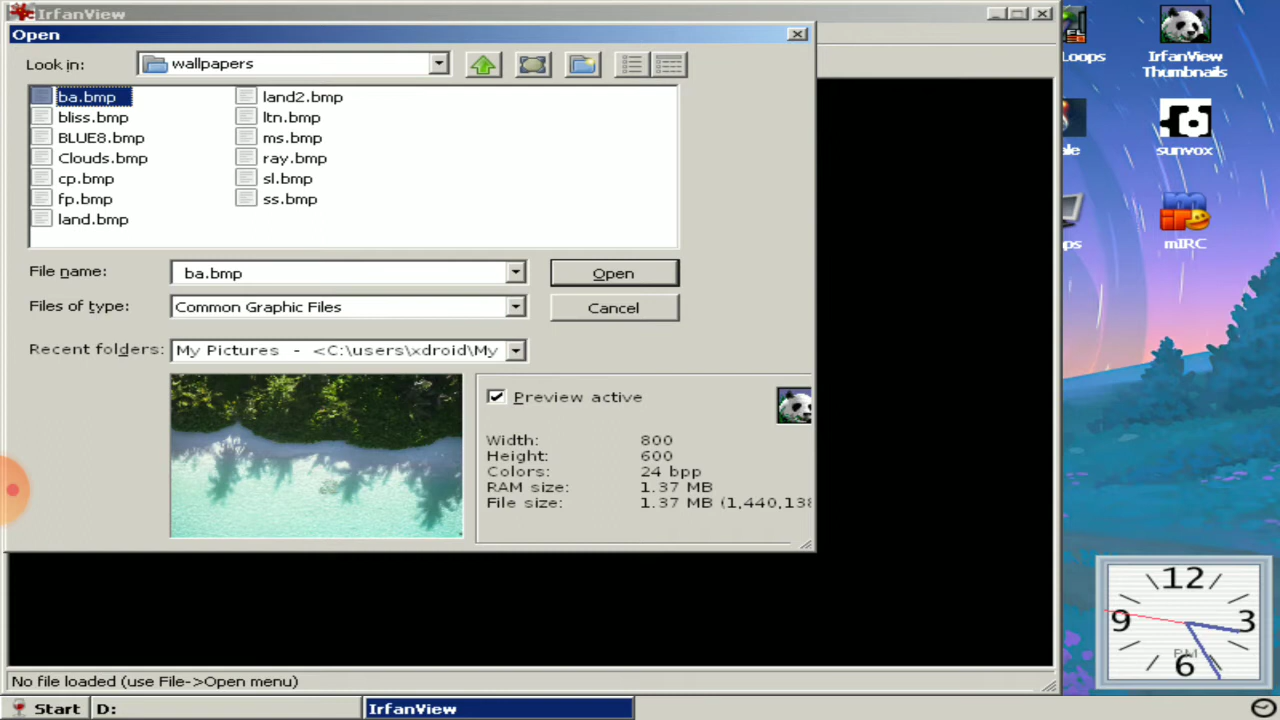 IrfanView
Open
Look in:
wallpapers
ba.bmp
bliss.bmp
BLUE8.bmp
Clouds.bmp
cp.bmp
fp.bmp
land.bmp
land2.bmp
ltn.bmp
ms.bmp
ray.bmp
sl.bmp
ss.bmp
File name:
ba.bmp
Open
Files of type:
Common Graphic Files
Cancel
Recent folders:
My Pictures - <C:\users\xdroid\My
Preview active
Width: 800
Height: 600
Colors: 24 bpp
RAM size: 1.37 MB
File size: 1.37 MB (1,440,138
No file loaded (use File->Open menu)
Loops
IrfanView
Thumbnails
ale
sunvox
ps
mIRC
12
9
3
PM
6
Start
D:
IrfanView